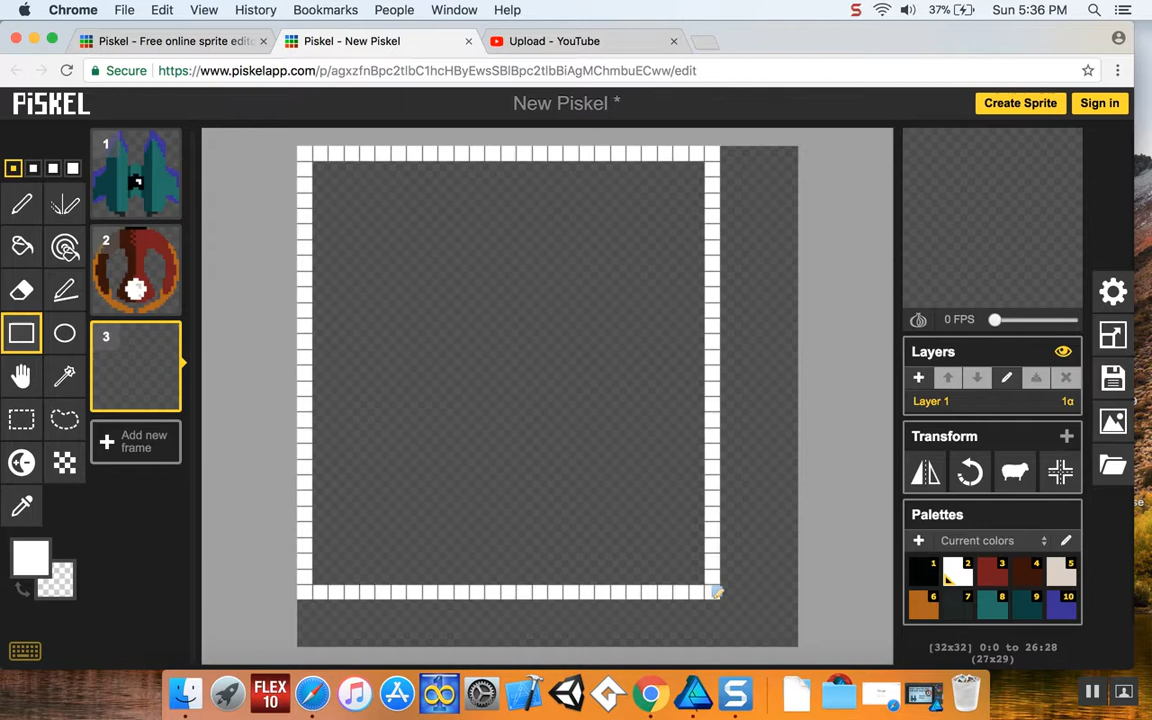 Chrome File Edit View History Bookmarks People Window Help
S 37% Sun 5:36 PM
Piskel - Free online sprite edito
Piskel - New Piskel
Upload - YouTube
Secure https://www.piskelapp.com/p/agxzfnBpc2tlbC1hcHByEwsSBlBpc2tlbBiAgMChmbuECww/edit
PISKEL
New Piskel *
Create Sprite
Sign in
1
2
3
Add new
frame
0 FPS
Layers
Layer 1
1α
Transform
Palettes
Current colors
1 2 3 4 5
6 7 8 9 10
[32x32] 0:0 to 26:28
(27x29)
FLEX
10
S